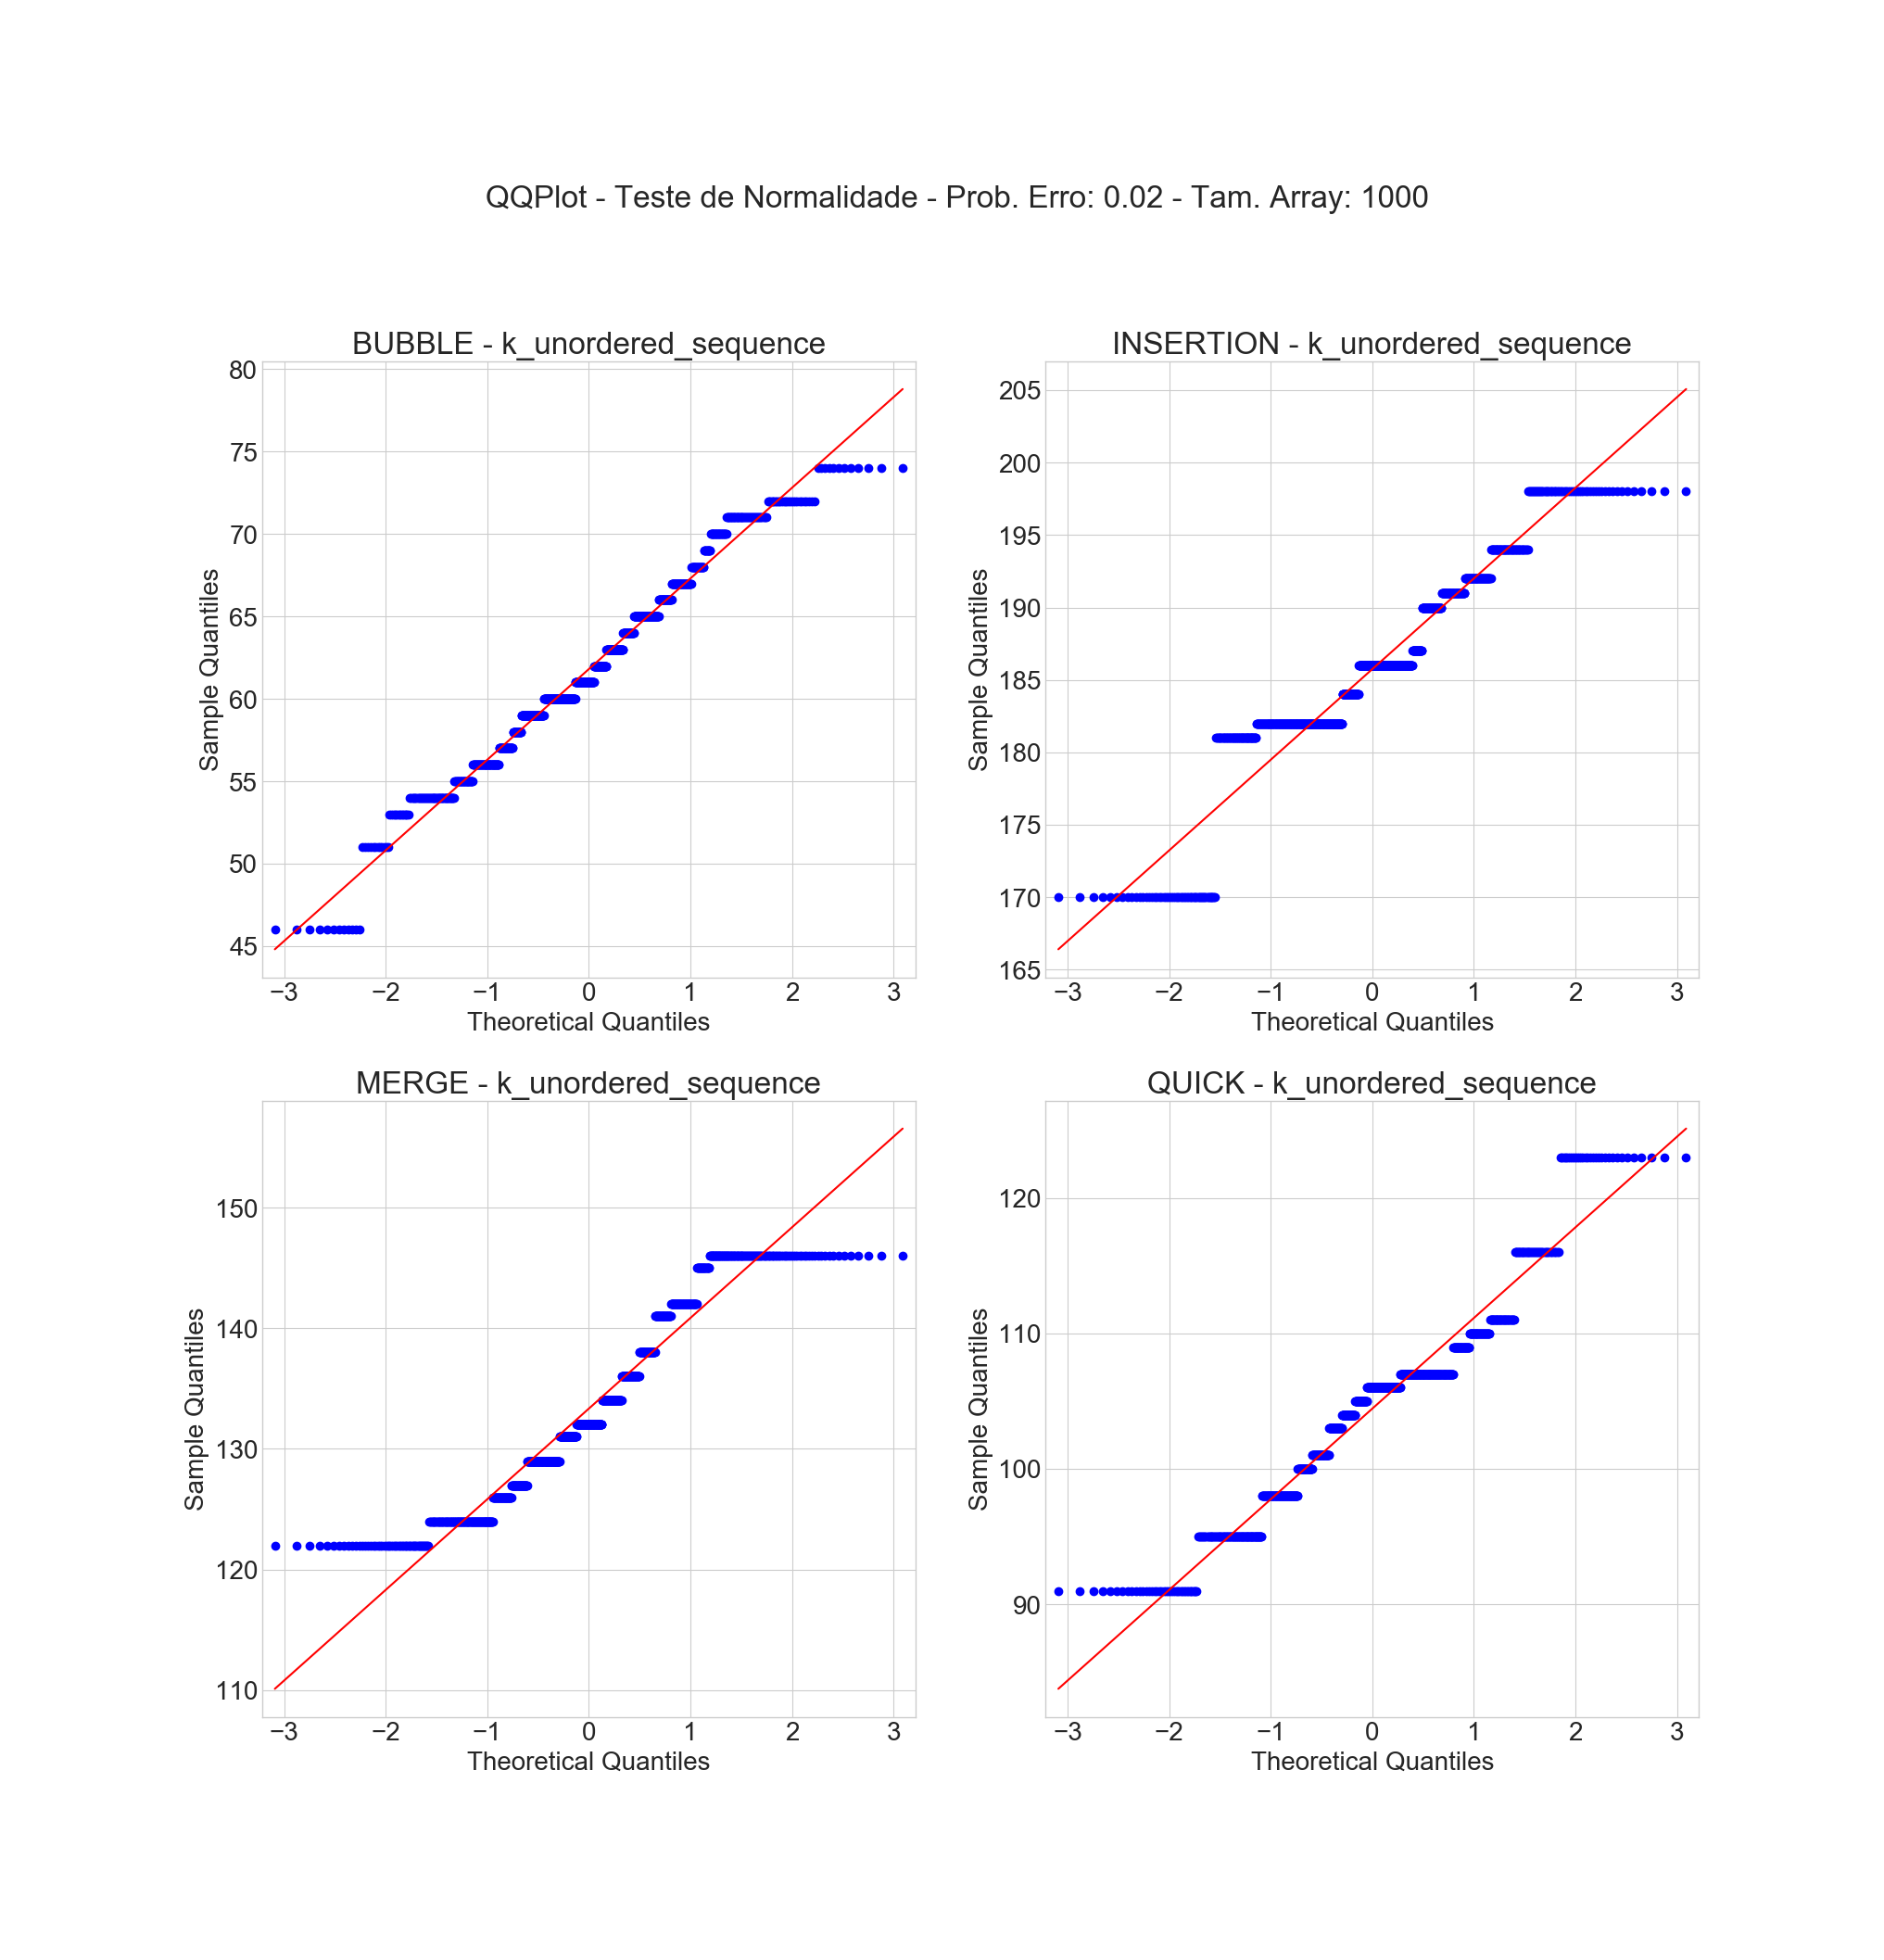 QQPlot - Teste de Normalidade - Prob. Erro: 0.02 - Tam. Array: 1000
BUBBLE - k_unordered_sequence
80
75
70
65
60
55
50
45
Sample Quantiles
−3 −2 −1 0 1 2 3
Theoretical Quantiles
INSERTION - k_unordered_sequence
205
200
195
190
185
180
175
170
165
Sample Quantiles
−3 −2 −1 0 1 2 3
Theoretical Quantiles
MERGE - k_unordered_sequence
150
140
130
120
110
Sample Quantiles
−3 −2 −1 0 1 2 3
Theoretical Quantiles
QUICK - k_unordered_sequence
120
110
100
90
Sample Quantiles
−3 −2 −1 0 1 2 3
Theoretical Quantiles